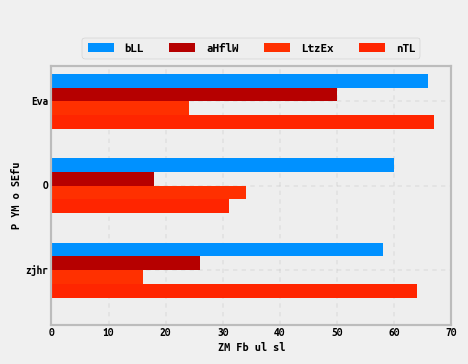 bLL aHflW LtzEx nTL
Eva
O
zjhr
P YM o SEfu
0 10 20 30 40 50 60 70
ZM Fb ul sl